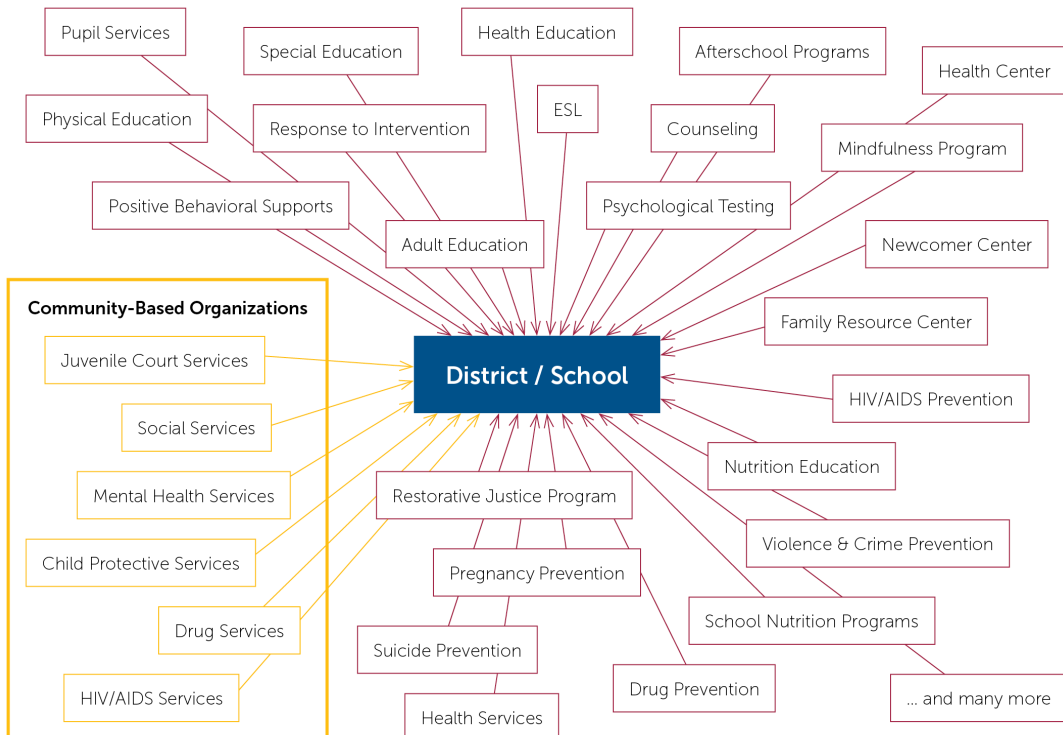 Pupil Services
Special Education
Health Education
Afterschool Programs
Health Center
Physical Education
Response to Intervention
ESL
Counseling
Mindfulness Program
Positive Behavioral Supports
Adult Education
Psychological Testing
Newcomer Center
Community-Based Organizations
Family Resource Center
Juvenile Court Services
District / School
HIV/AIDS Prevention
Social Services
Nutrition Education
Mental Health Services
Restorative Justice Program
Violence & Crime Prevention
Child Protective Services
Pregnancy Prevention
School Nutrition Programs
Drug Services
Suicide Prevention
Drug Prevention
HIV/AIDS Services
Health Services
... and many more